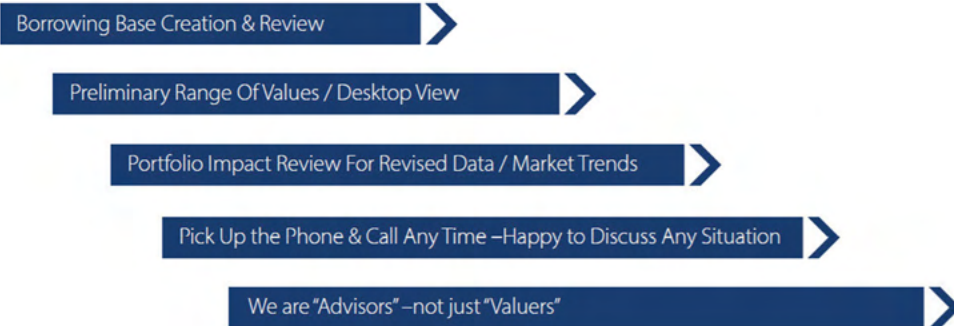 Borrowing Base Creation & Review
Preliminary Range Of Values / Desktop View
Portfolio Impact Review For Revised Data / Market Trends
Pick Up the Phone & Call Any Time –Happy to Discuss Any Situation
We are “Advisors” –not just “Valuers”